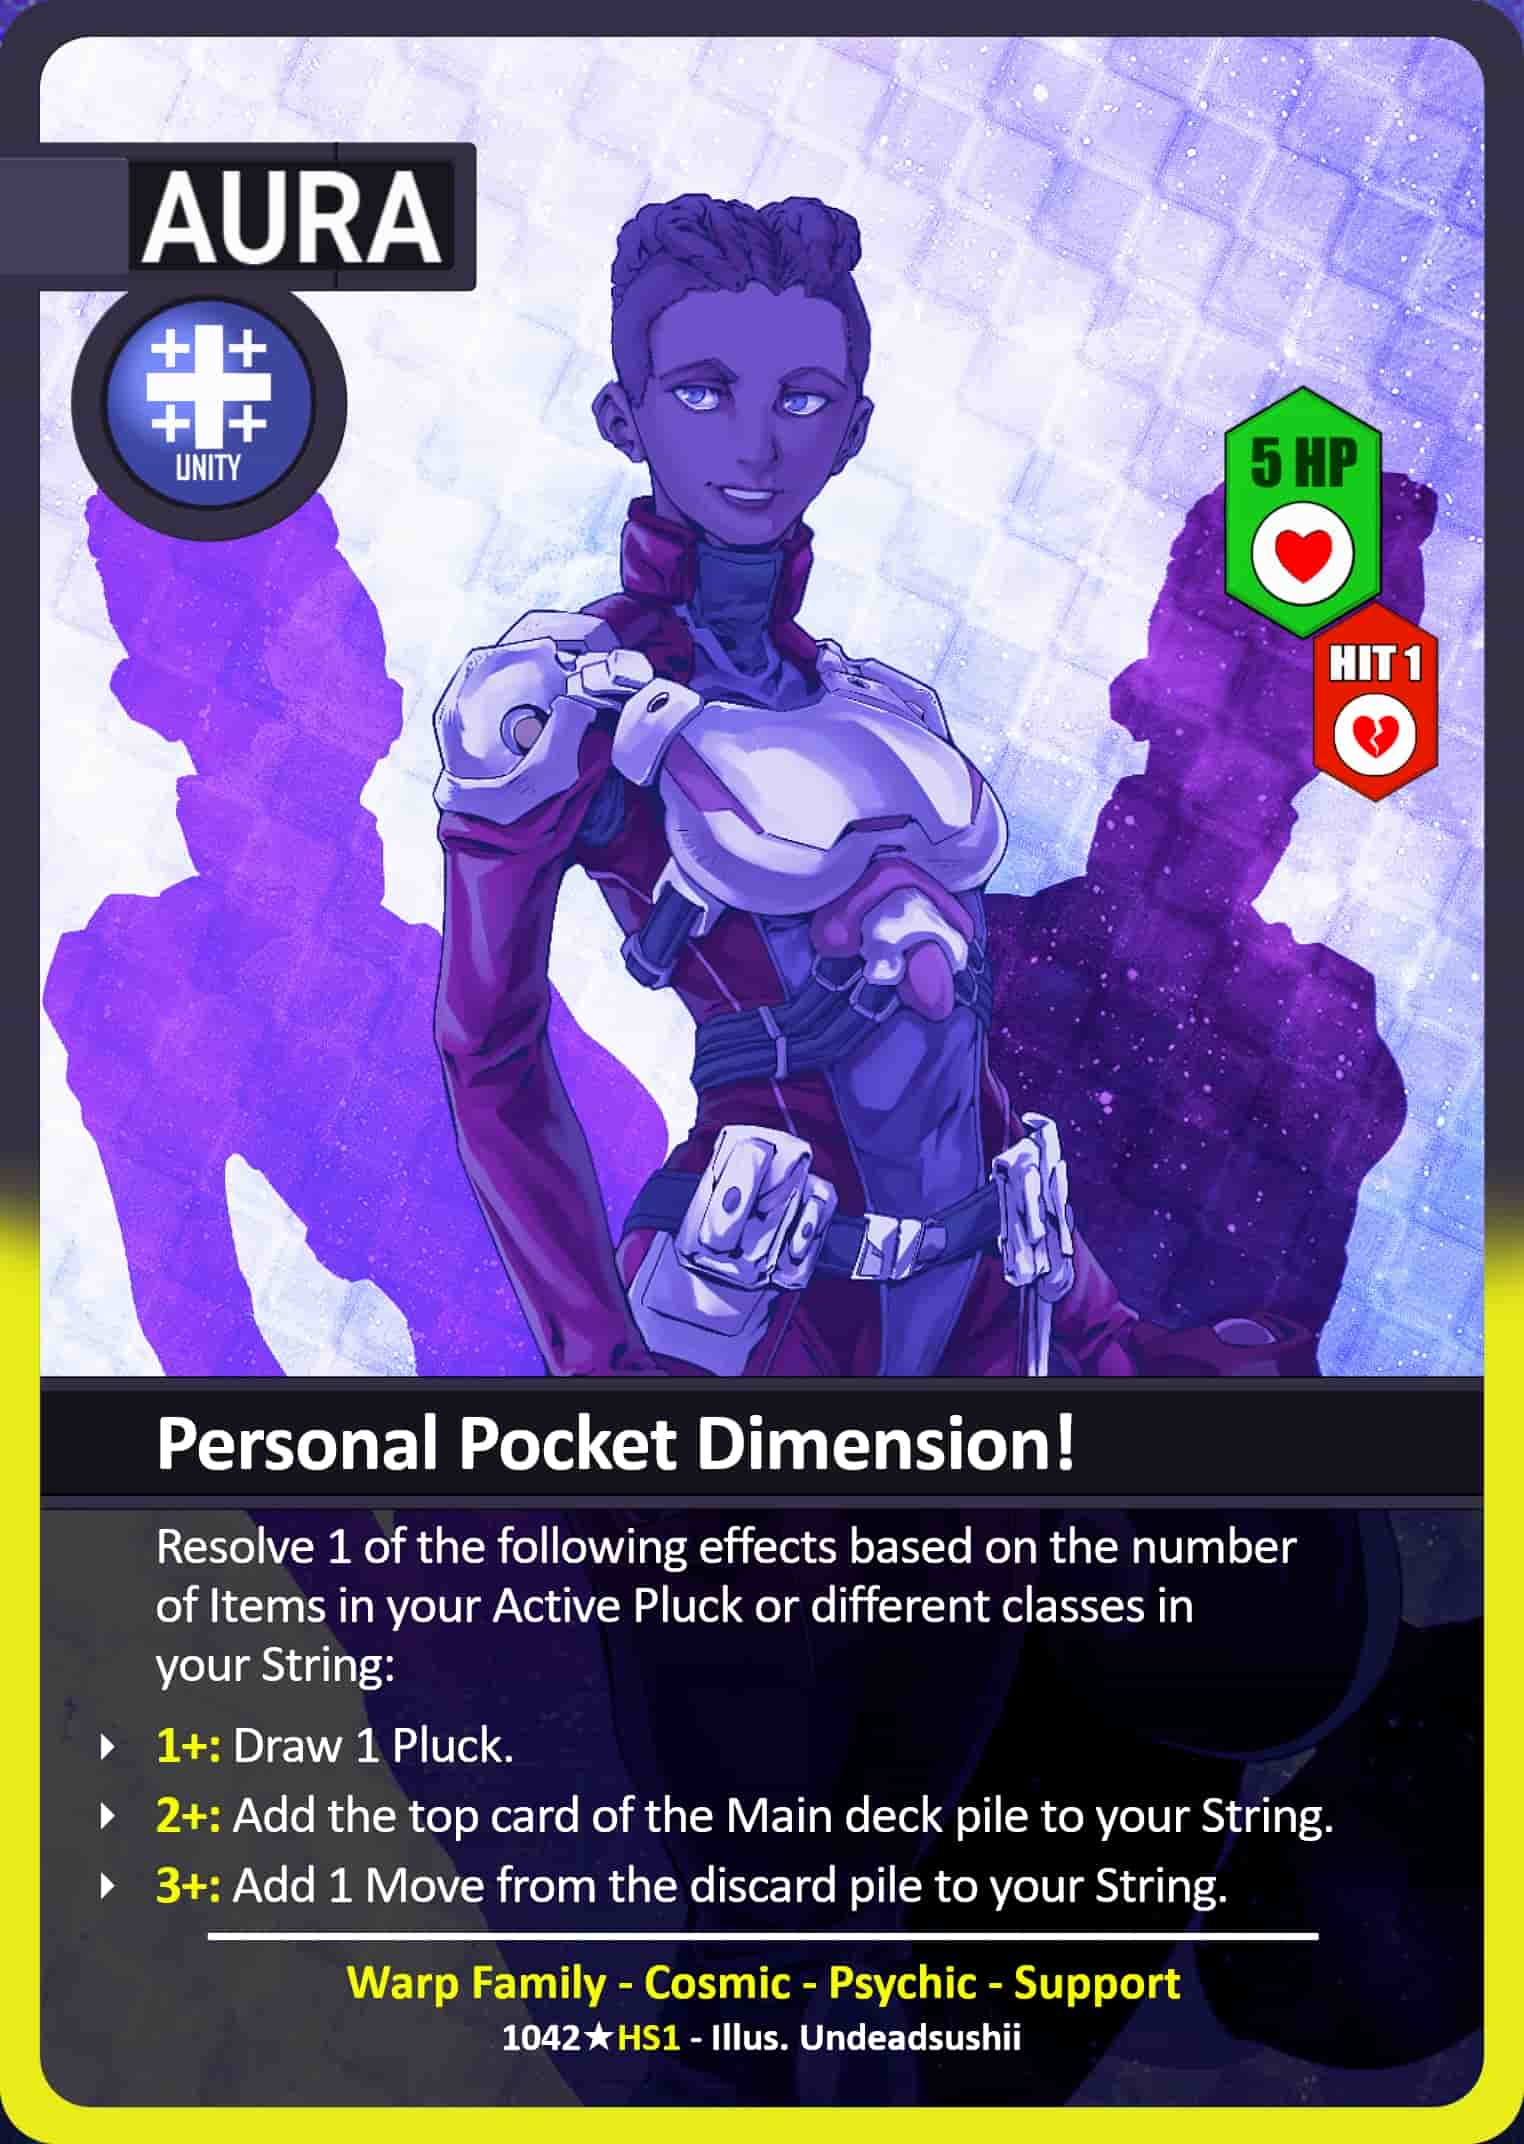 AURA
UNITY
5 HP
HIT 1
Personal Pocket Dimension!
Resolve 1 of the following effects based on the number
of Items in your Active Pluck or different classes in
your String:
1+: Draw 1 Pluck.
2+: Add the top card of the Main deck pile to your String.
3+: Add 1 Move from the discard pile to your String.
Warp Family - Cosmic - Psychic - Support
1042★HS1 - Illus. Undeadsushii